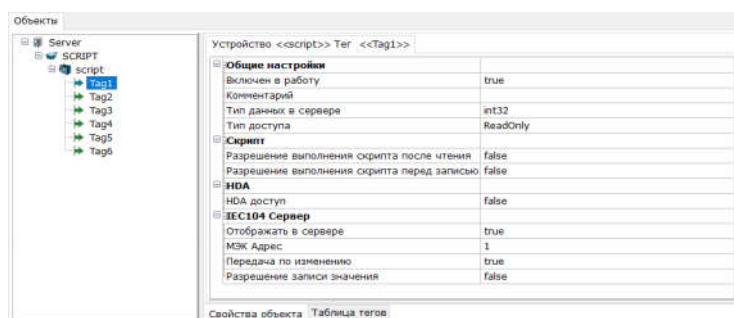 Объекты
Server
SCRIPT
script
Tag1
Tag2
Tag3
Tag4
Tag5
Tag6
Устройство <<script>> Тег <<Tag1>>
Общие настройки
Включен в работу true
Комментарий
Тип данных в сервере int32
Тип доступа ReadOnly
Скрипт
Разрешение выполнения скрипта после чтения false
Разрешение выполнения скрипта перед записью false
HDA
HDA доступ false
IEC104 Сервер
Отображать в сервере true
МЭК Адрес 1
Передача по изменению true
Разрешение записи значения false
Свойства объекта Таблица тегов